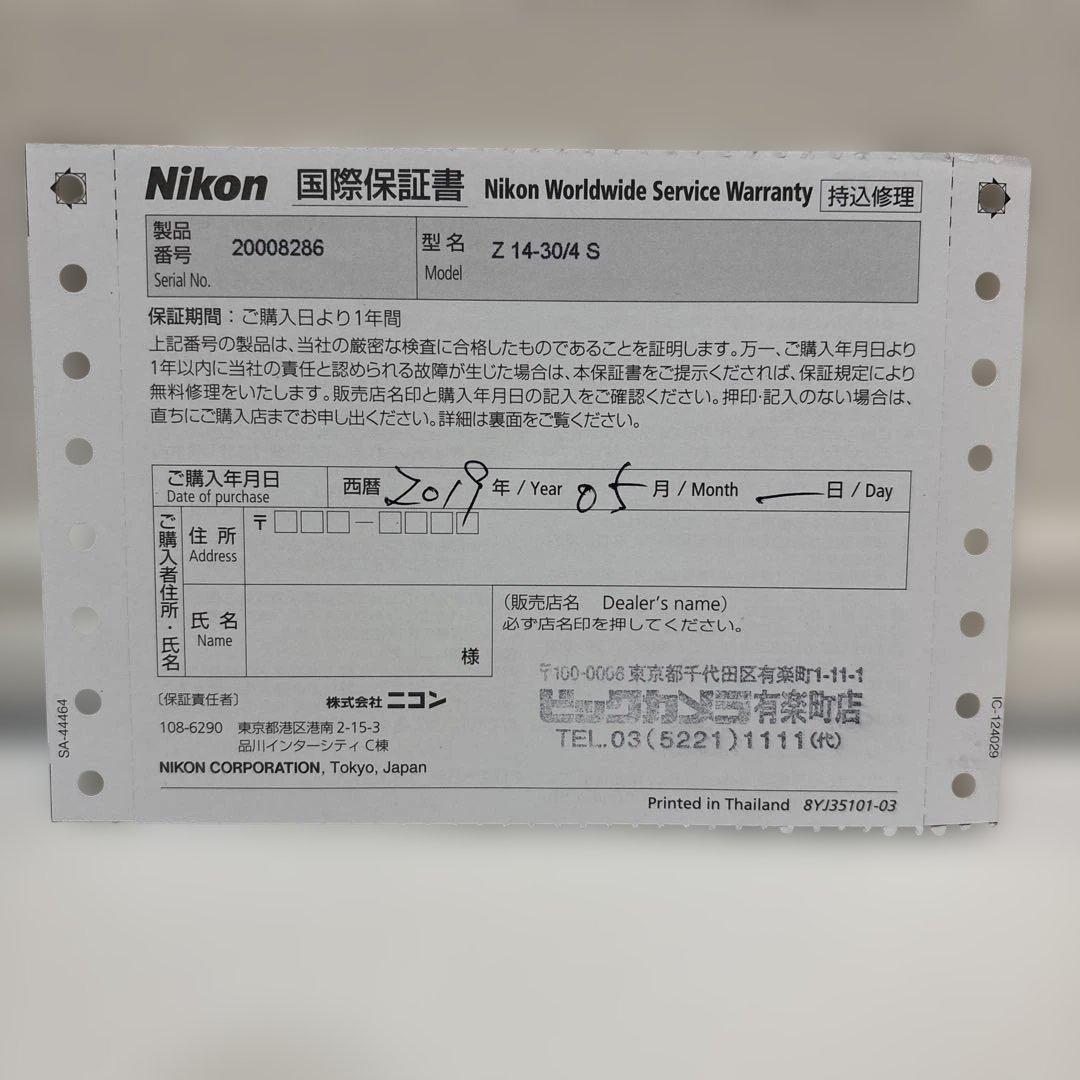 Nikon 国際保証書 Nikon Worldwide Service Warranty 持込修理
製品番号 20008286 型名 Z 14-30/4 S
Serial No. Model
保証期間：ご購入日より1年間
上記番号の製品は、当社の厳密な検査に合格したものであることを証明します。万一、ご購入年月日より
1年以内に当社の責任と認められる故障が生じた場合は、本保証書をご提示くだされば、保証規定により
無料修理をいたします。販売店名印と購入年月日の記入をご確認ください。押印・記入のない場合は、
直ちにご購入店までお申し出ください。詳細は裏面をご覧ください。
ご購入年月日 西暦 2019 年 / Year 05 月 / Month — 日 / Day
Date of purchase
ご購入者住所・氏名
住所 〒
Address
氏名
Name
様
（販売店名 Dealer's name）
必ず店名印を押してください。
〒100-0006 東京都千代田区有楽町1-11-1
ビックカメラ有楽町店
TEL.03(5221)1111(代)
〔保証責任者〕 株式会社 ニコン
108-6290 東京都港区港南 2-15-3
品川インターシティ C棟
NIKON CORPORATION, Tokyo, Japan
Printed in Thailand 8YJ35101-03
SA-44464
IC-124029